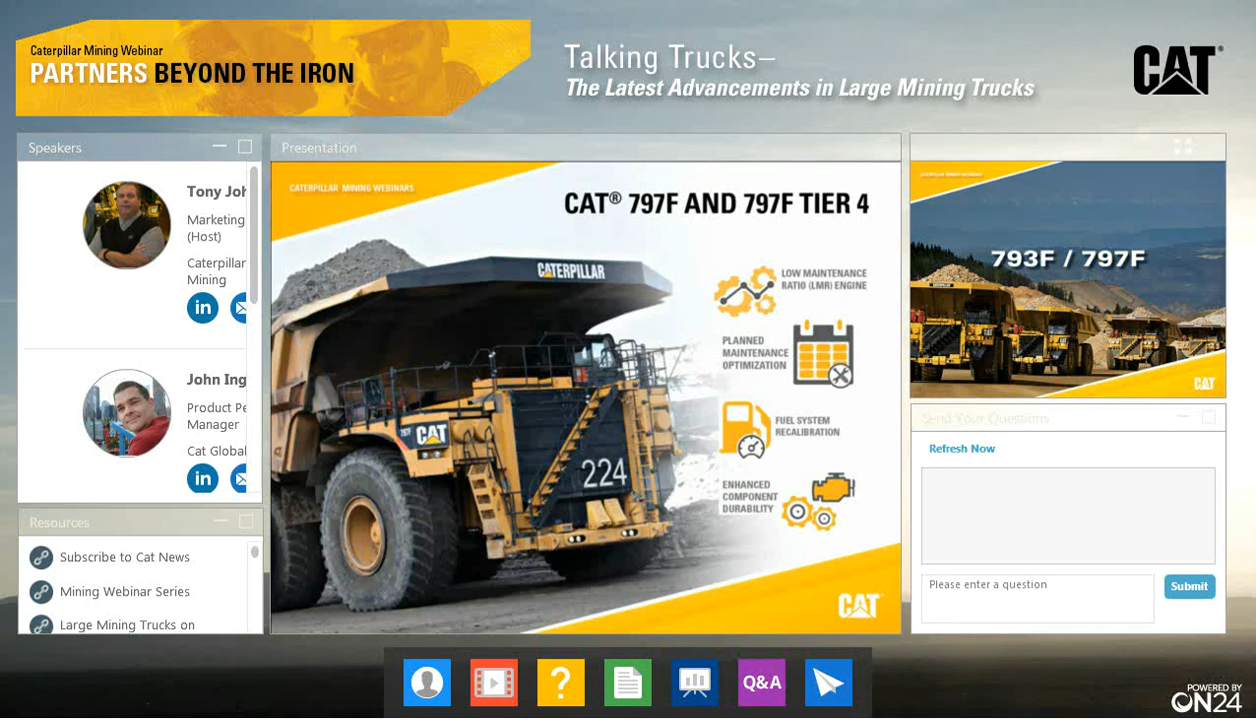 Caterpillar Mining Webinar
PARTNERS BEYOND THE IRON
Talking Trucks–
The Latest Advancements in Large Mining Trucks
CAT®
Speakers
Tony Joh
Marketing
(Host)
Caterpillar
Mining
in
John Ing
Product Pe
Manager
Cat Global
in
Resources
Subscribe to Cat News
Mining Webinar Series
Large Mining Trucks on
Presentation
CATERPILLAR MINING WEBINARS
CAT® 797F AND 797F TIER 4
CATERPILLAR
LOW MAINTENANCE
RATIO (LMR) ENGINE
PLANNED
MAINTENANCE
OPTIMIZATION
FUEL SYSTEM
RECALIBRATION
ENHANCED
COMPONENT
DURABILITY
797F CAT
224
CAT
793F / 797F
CAT
Send Your Questions
Refresh Now
Please enter a question
Submit
?
Q&A
POWERED BY
ON24